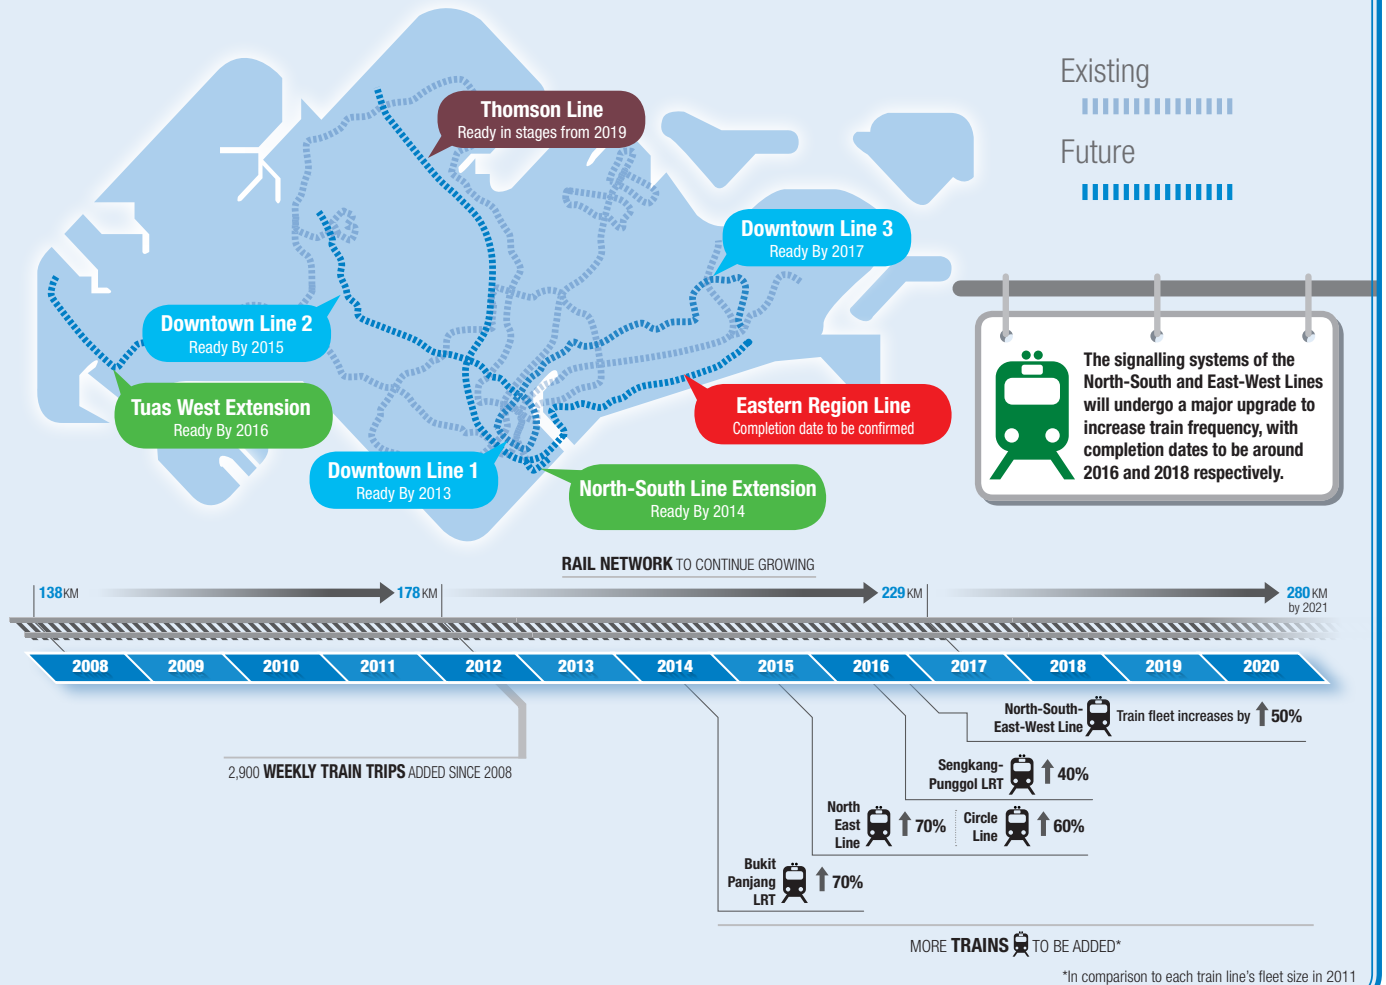 Existing
Future
Thomson Line
Ready in stages from 2019
Downtown Line 3
Ready By 2017
Downtown Line 2
Ready By 2015
Tuas West Extension
Ready By 2016
Eastern Region Line
Completion date to be confirmed
Downtown Line 1
Ready By 2013
North-South Line Extension
Ready By 2014
The signalling systems of the
North-South and East-West Lines
will undergo a major upgrade to
increase train frequency, with
completion dates to be around
2016 and 2018 respectively.
RAIL NETWORK TO CONTINUE GROWING
138KM 178KM 229KM 280KM
by 2021
2008 2009 2010 2011 2012 2013 2014 2015 2016 2017 2018 2019 2020
2,900 WEEKLY TRAIN TRIPS ADDED SINCE 2008
North-South-
East-West Line
Train fleet increases by 50%
Sengkang-
Punggol LRT
40%
North
East
Line
70%
Circle
Line
60%
Bukit
Panjang
LRT
70%
MORE TRAINS TO BE ADDED*
*In comparison to each train line's fleet size in 2011